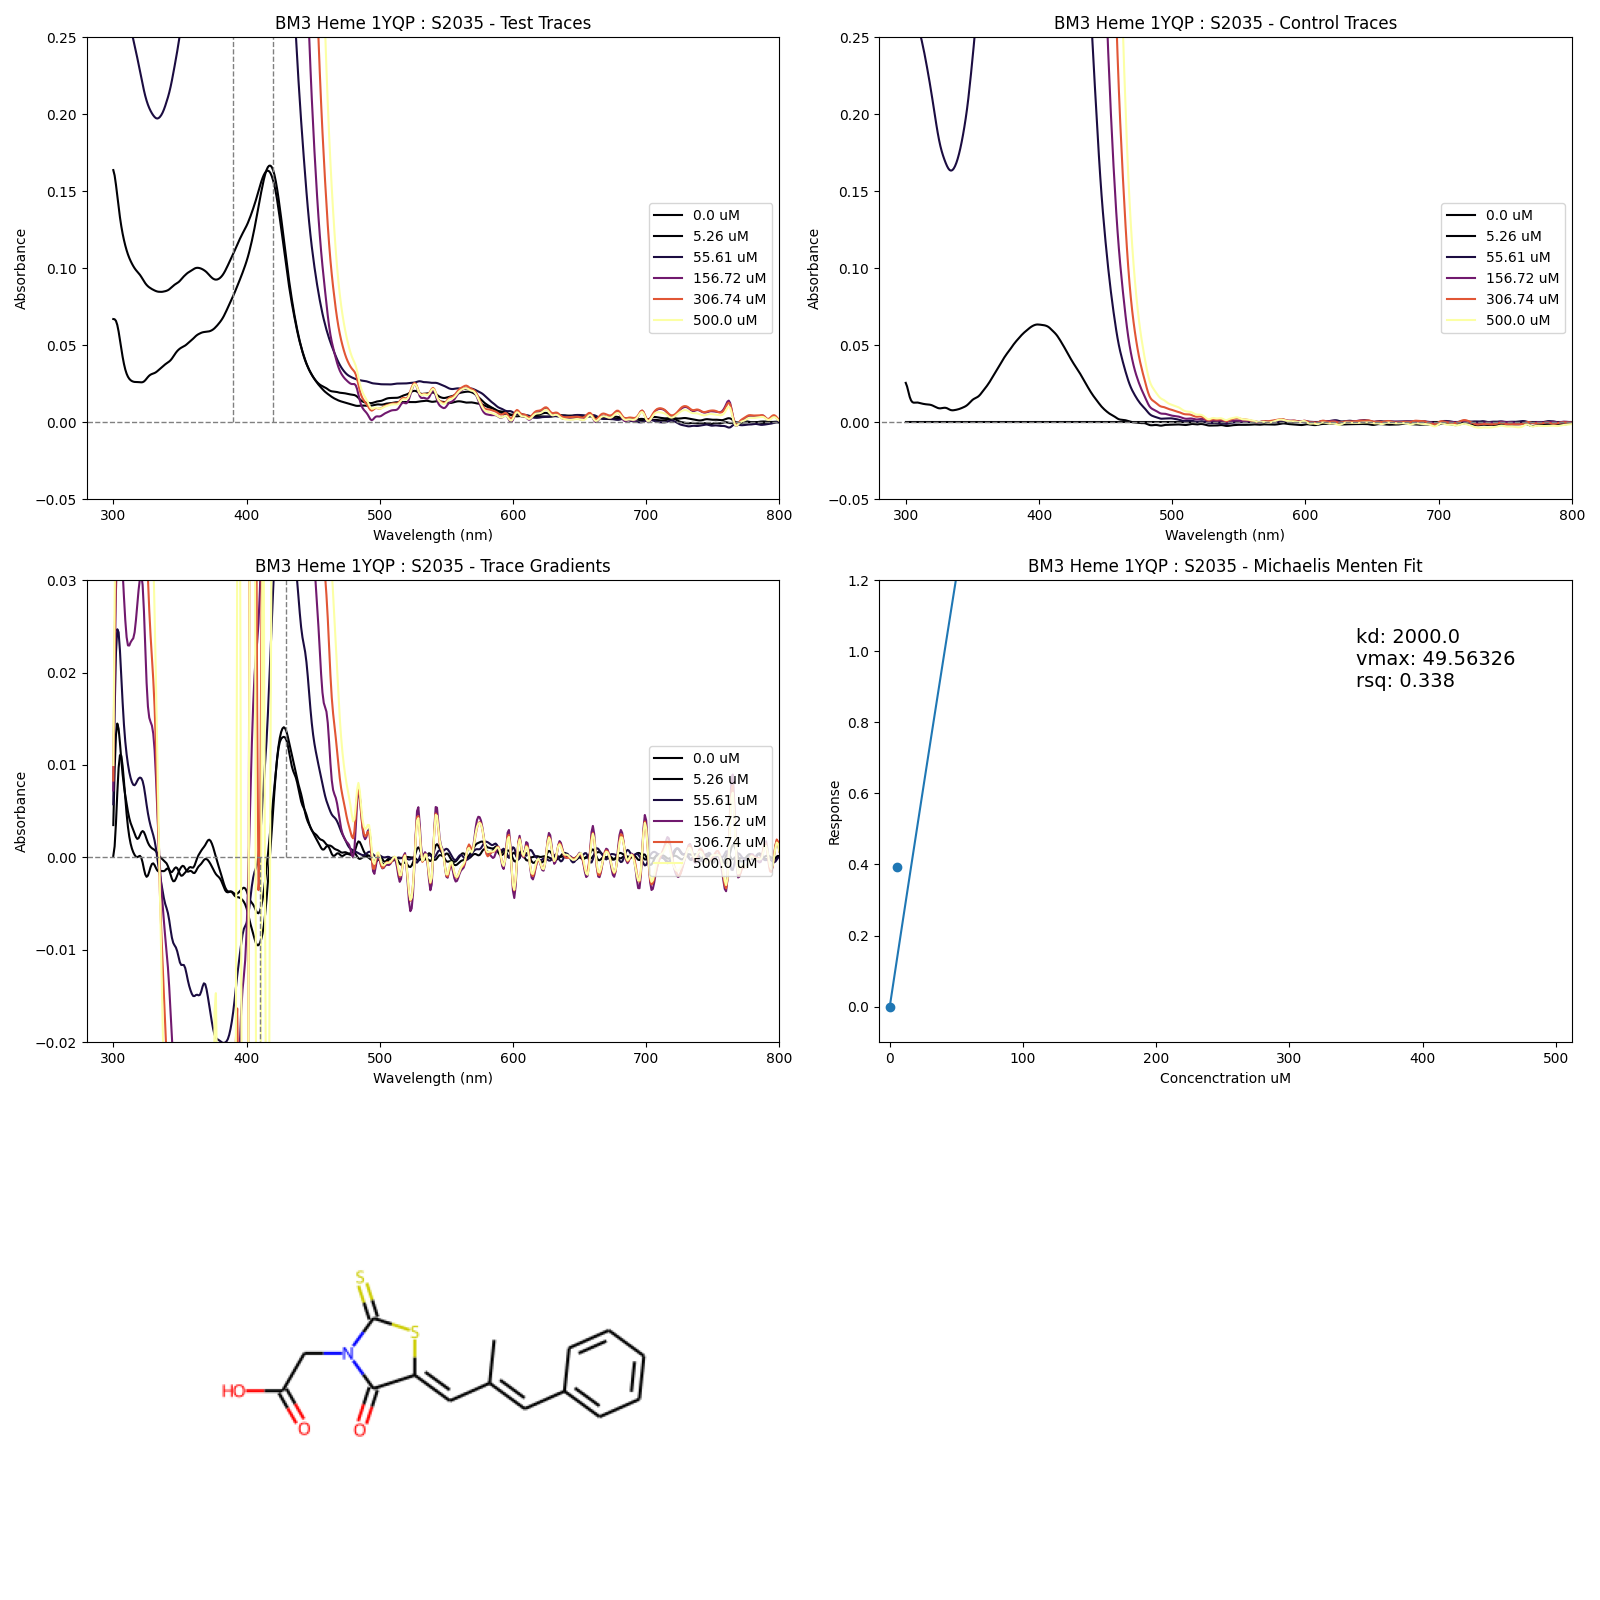 BM3 Heme 1YQP : S2035 - Test Traces
0.25
0.20
0.15
0.10
0.05
0.00
−0.05
Absorbance
300 400 500 600 700 800
Wavelength (nm)
0.0 uM
5.26 uM
55.61 uM
156.72 uM
306.74 uM
500.0 uM
BM3 Heme 1YQP : S2035 - Control Traces
0.25
0.20
0.15
0.10
0.05
0.00
−0.05
Absorbance
300 400 500 600 700 800
Wavelength (nm)
0.0 uM
5.26 uM
55.61 uM
156.72 uM
306.74 uM
500.0 uM
BM3 Heme 1YQP : S2035 - Trace Gradients
0.03
0.02
0.01
0.00
−0.01
−0.02
Absorbance
300 400 500 600 700 800
Wavelength (nm)
0.0 uM
5.26 uM
55.61 uM
156.72 uM
306.74 uM
500.0 uM
BM3 Heme 1YQP : S2035 - Michaelis Menten Fit
1.2
1.0
0.8
0.6
0.4
0.2
0.0
Response
0 100 200 300 400 500
Concenctration uM
kd: 2000.0
vmax: 49.56326
rsq: 0.338
S
S
N
HO
O
O